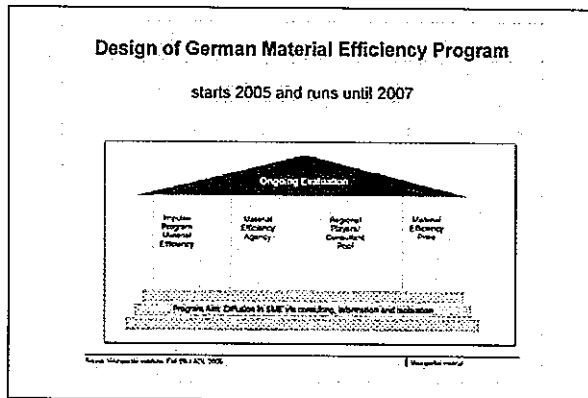 Design of German Material Efficiency Program
starts 2005 and runs until 2007
Ongoing Evaluation
Impulse
Program
Material
Efficiency
Material
Efficiency
Agency
Regional
Players/
Consultant
Pool
Material
Efficiency
Prize
Program Aim: Diffusion in SME via consulting, information and